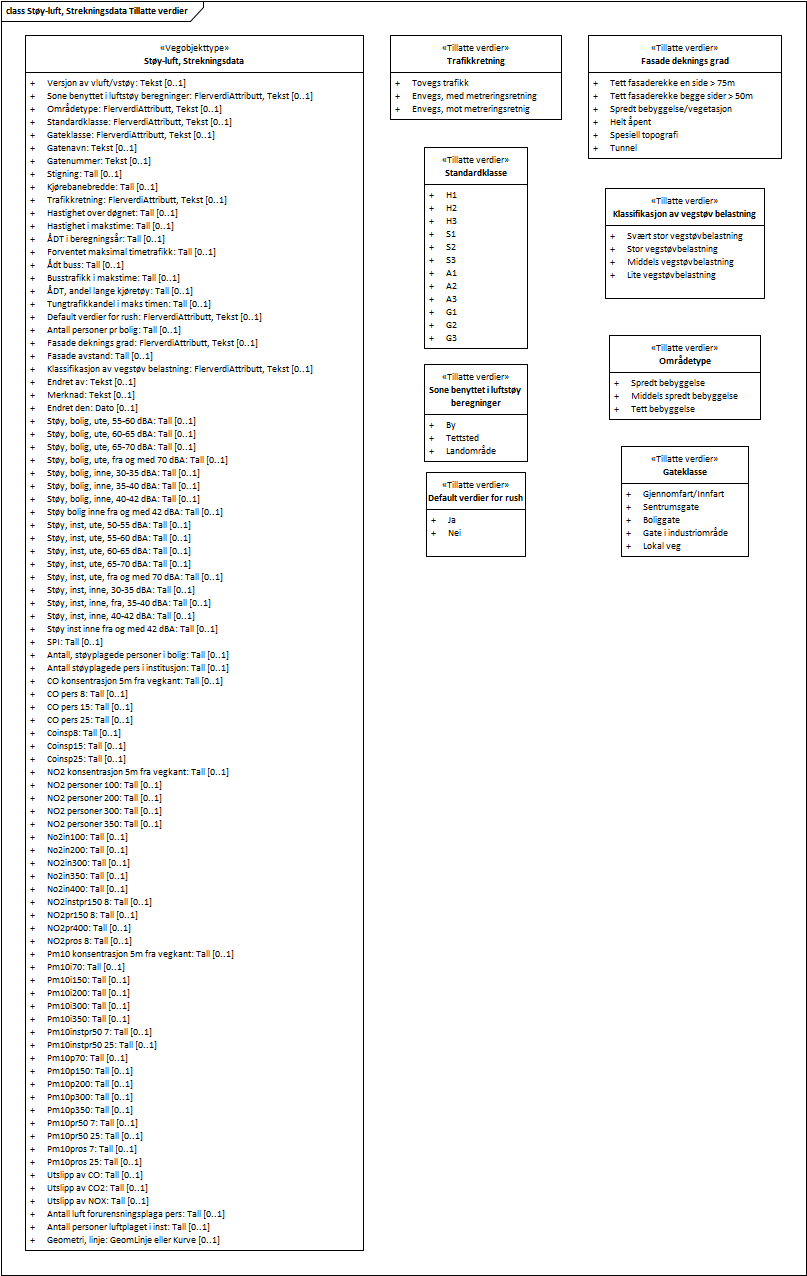 class Støy-luft, Strekningsdata Tillatte verdier
«Vegobjekttype»
Støy-luft, Strekningsdata
+ Versjon av vluft/vstøy: Tekst [0..1]
+ Sone benyttet i luftstøy beregninger: FlerverdiAttributt, Tekst [0..1]
+ Områdetype: FlerverdiAttributt, Tekst [0..1]
+ Standardklasse: FlerverdiAttributt, Tekst [0..1]
+ Gateklasse: FlerverdiAttributt, Tekst [0..1]
+ Gatenavn: Tekst [0..1]
+ Gatenummer: Tekst [0..1]
+ Stigning: Tall [0..1]
+ Kjørebanebredde: Tall [0..1]
+ Trafikkretning: FlerverdiAttributt, Tekst [0..1]
+ Hastighet over døgnet: Tall [0..1]
+ Hastighet i makstime: Tall [0..1]
+ ÅDT i beregningsår: Tall [0..1]
+ Forventet maksimal timetrafikk: Tall [0..1]
+ Ådt buss: Tall [0..1]
+ Busstrafikk i makstime: Tall [0..1]
+ ÅDT, andel lange kjøretøy: Tall [0..1]
+ Tungtrafikkandel i maks timen: Tall [0..1]
+ Default verdier for rush: FlerverdiAttributt, Tekst [0..1]
+ Antall personer pr bolig: Tall [0..1]
+ Fasade deknings grad: FlerverdiAttributt, Tekst [0..1]
+ Fasade avstand: Tall [0..1]
+ Klassifikasjon av vegstøv belastning: FlerverdiAttributt, Tekst [0..1]
+ Endret av: Tekst [0..1]
+ Merknad: Tekst [0..1]
+ Endret den: Dato [0..1]
+ Støy, bolig, ute, 55-60 dBA: Tall [0..1]
+ Støy, bolig, ute, 60-65 dBA: Tall [0..1]
+ Støy, bolig, ute, 65-70 dBA: Tall [0..1]
+ Støy, bolig, ute, fra og med 70 dBA: Tall [0..1]
+ Støy, bolig, inne, 30-35 dBA: Tall [0..1]
+ Støy, bolig, inne, 35-40 dBA: Tall [0..1]
+ Støy, bolig, inne, 40-42 dBA: Tall [0..1]
+ Støy bolig inne fra og med 42 dBA: Tall [0..1]
+ Støy, inst, ute, 50-55 dBA: Tall [0..1]
+ Støy, inst, ute, 55-60 dBA: Tall [0..1]
+ Støy, inst, ute, 60-65 dBA: Tall [0..1]
+ Støy, inst, ute, 65-70 dBA: Tall [0..1]
+ Støy, inst, ute, fra og med 70 dBA: Tall [0..1]
+ Støy, inst, inne, 30-35 dBA: Tall [0..1]
+ Støy, inst, inne, fra, 35-40 dBA: Tall [0..1]
+ Støy, inst, inne, 40-42 dBA: Tall [0..1]
+ Støy inst inne fra og med 42 dBA: Tall [0..1]
+ SPI: Tall [0..1]
+ Antall, støyplagede personer i bolig: Tall [0..1]
+ Antall støyplagede pers i institusjon: Tall [0..1]
+ CO konsentrasjon 5m fra vegkant: Tall [0..1]
+ CO pers 8: Tall [0..1]
+ CO pers 15: Tall [0..1]
+ CO pers 25: Tall [0..1]
+ Coinsp8: Tall [0..1]
+ Coinsp15: Tall [0..1]
+ Coinsp25: Tall [0..1]
+ NO2 konsentrasjon 5m fra vegkant: Tall [0..1]
+ NO2 personer 100: Tall [0..1]
+ NO2 personer 200: Tall [0..1]
+ NO2 personer 300: Tall [0..1]
+ NO2 personer 350: Tall [0..1]
+ No2in100: Tall [0..1]
+ No2in200: Tall [0..1]
+ NO2in300: Tall [0..1]
+ No2in350: Tall [0..1]
+ No2in400: Tall [0..1]
+ NO2instpr150 8: Tall [0..1]
+ NO2pr150 8: Tall [0..1]
+ NO2pr400: Tall [0..1]
+ NO2pros 8: Tall [0..1]
+ Pm10 konsentrasjon 5m fra vegkant: Tall [0..1]
+ Pm10i70: Tall [0..1]
+ Pm10i150: Tall [0..1]
+ Pm10i200: Tall [0..1]
+ Pm10i300: Tall [0..1]
+ Pm10i350: Tall [0..1]
+ Pm10instpr50 7: Tall [0..1]
+ Pm10instpr50 25: Tall [0..1]
+ Pm10p70: Tall [0..1]
+ Pm10p150: Tall [0..1]
+ Pm10p200: Tall [0..1]
+ Pm10p300: Tall [0..1]
+ Pm10p350: Tall [0..1]
+ Pm10pr50 7: Tall [0..1]
+ Pm10pr50 25: Tall [0..1]
+ Pm10pros 7: Tall [0..1]
+ Pm10pros 25: Tall [0..1]
+ Utslipp av CO: Tall [0..1]
+ Utslipp av CO2: Tall [0..1]
+ Utslipp av NOX: Tall [0..1]
+ Antall luft forurensningsplaga pers: Tall [0..1]
+ Antall personer luftplaget i inst: Tall [0..1]
+ Geometri, linje: GeomLinje eller Kurve [0..1]
«Tillatte verdier»
Trafikkretning
+ Tovegs trafikk
+ Envegs, med metreringsretning
+ Envegs, mot metreringsretnig
«Tillatte verdier»
Standardklasse
+ H1
+ H2
+ H3
+ S1
+ S2
+ S3
+ A1
+ A2
+ A3
+ G1
+ G2
+ G3
«Tillatte verdier»
Sone benyttet i luftstøy
beregninger
+ By
+ Tettsted
+ Landområde
«Tillatte verdier»
Default verdier for rush
+ Ja
+ Nei
«Tillatte verdier»
Fasade deknings grad
+ Tett fasaderekke en side > 75m
+ Tett fasaderekke begge sider > 50m
+ Spredt bebyggelse/vegetasjon
+ Helt åpent
+ Spesiell topografi
+ Tunnel
«Tillatte verdier»
Klassifikasjon av vegstøv belastning
+ Svært stor vegstøvbelastning
+ Stor vegstøvbelastning
+ Middels vegstøvbelastning
+ Lite vegstøvbelastning
«Tillatte verdier»
Områdetype
+ Spredt bebyggelse
+ Middels spredt bebyggelse
+ Tett bebyggelse
«Tillatte verdier»
Gateklasse
+ Gjennomfart/Innfart
+ Sentrumsgate
+ Boliggate
+ Gate i industriområde
+ Lokal veg